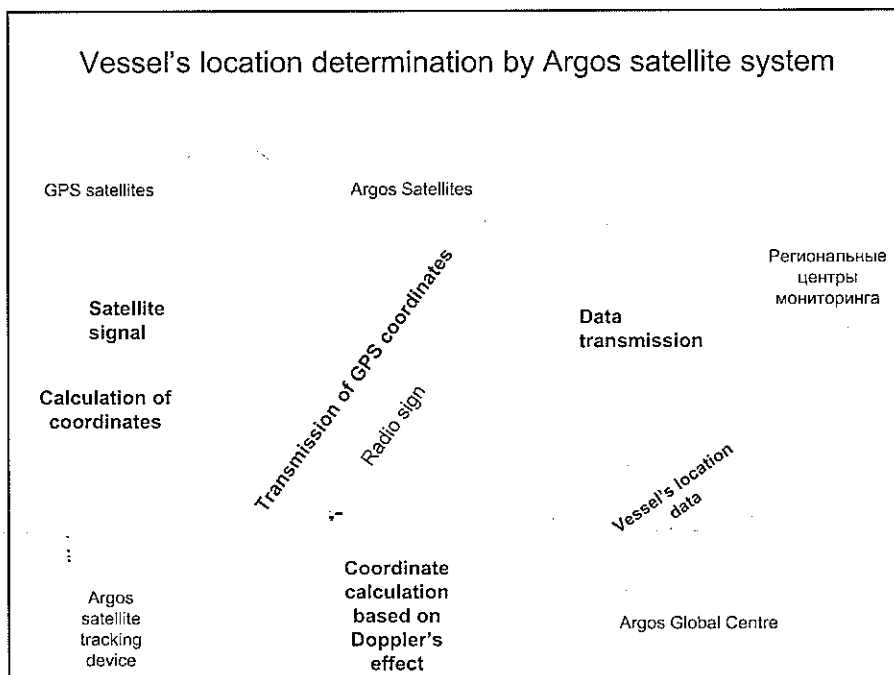 Vessel's location determination by Argos satellite system
GPS satellites
Argos Satellites
Региональные
центры
мониторинга
Satellite
signal
Transmission of GPS coordinates
Data
transmission
Calculation of
coordinates
Radio sign
Vessel's location
data
Argos
satellite
tracking
device
Coordinate
calculation
based on
Doppler's
effect
Argos Global Centre